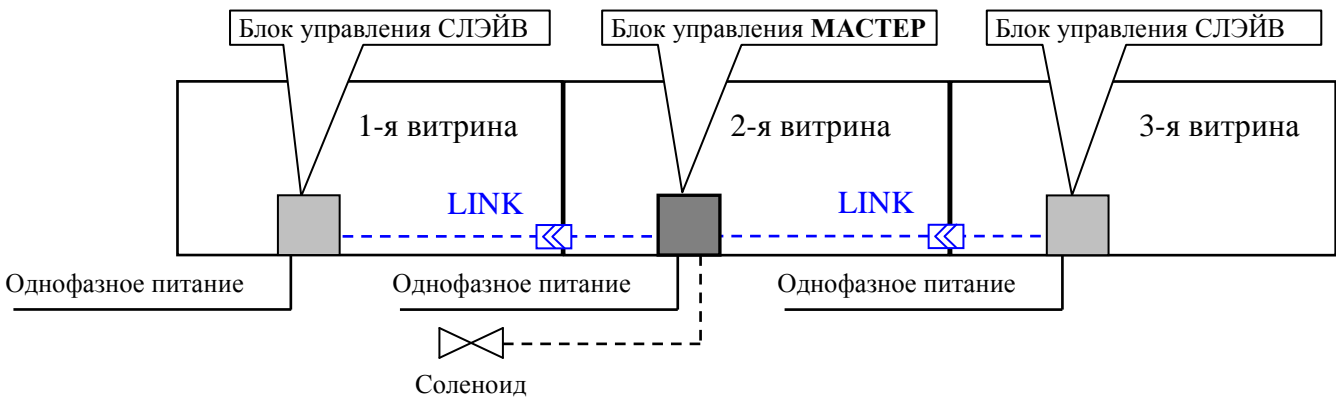 Блок управления СЛЭЙВ
Блок управления МАСТЕР
Блок управления СЛЭЙВ
1-я витрина
2-я витрина
3-я витрина
LINK
LINK
Однофазное питание
Однофазное питание
Однофазное питание
Соленоид